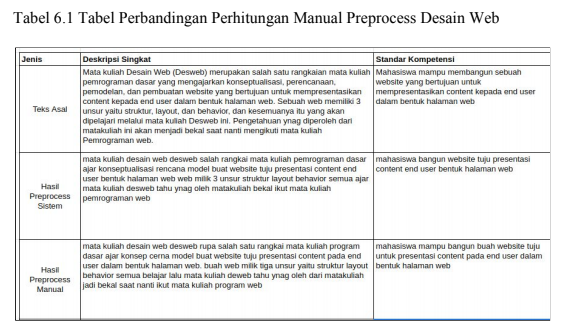 Tabel 6.1 Tabel Perbandingan Perhitungan Manual Preprocess Desain Web
Jenis
Deskripsi Singkat
Standar Kompetensi
Teks Asal
Mata kuliah Desain Web (Desweb) merupakan salah satu rangkaian mata kuliah
pemrograman dasar yang mengajarkan konseptualisasi, perencanaan,
pemodelan, dan pembuatan website yang bertujuan untuk mempresentasikan
content kepada end user dalam bentuk halaman web. Sebuah web memiliki 3
unsur yaitu struktur, layout, dan behavior, dan kesemuanya itu yang akan
dipelajari melalui mata kuliah Desweb ini. Pengetahuan ynag diperoleh dari
matakuliah ini akan menjadi bekal saat nanti mengikuti mata kuliah
Pemrograman web.
Mahasiswa mampu membangun sebuah
website yang bertujuan untuk
mempresentasikan content kepada end user
dalam bentuk halaman web
Hasil
Preprocess
Sistem
mata kuliah desain web desweb salah rangkai mata kuliah pemrograman dasar
ajar konseptualisasi rencana model buat website tuju presentasi content end
user bentuk halaman web web milik 3 unsur struktur layout behavior semua ajar
mata kuliah desweb tahu ynag oleh matakuliah bekal ikut mata kuliah
pemrograman web
mahasiswa bangun website tuju presentasi
content end user bentuk halaman web
Hasil
Preprocess
Manual
mata kuliah desain web desweb rupa salah satu rangkai mata kuliah program
dasar ajar konsep cerna model buat website tuju presentasi content pada end
user dalam bentuk halaman web. buah web milik tiga unsur yaitu struktur layout
behavior semua belajar lalu mata kuliah deweb tahu ynag oleh dari matakuliah
jadi bekal saat nanti ikut mata kuliah program web
mahasiswa mampu bangun buah website tuju
untuk presentasi content pada end user dalam
bentuk halaman web